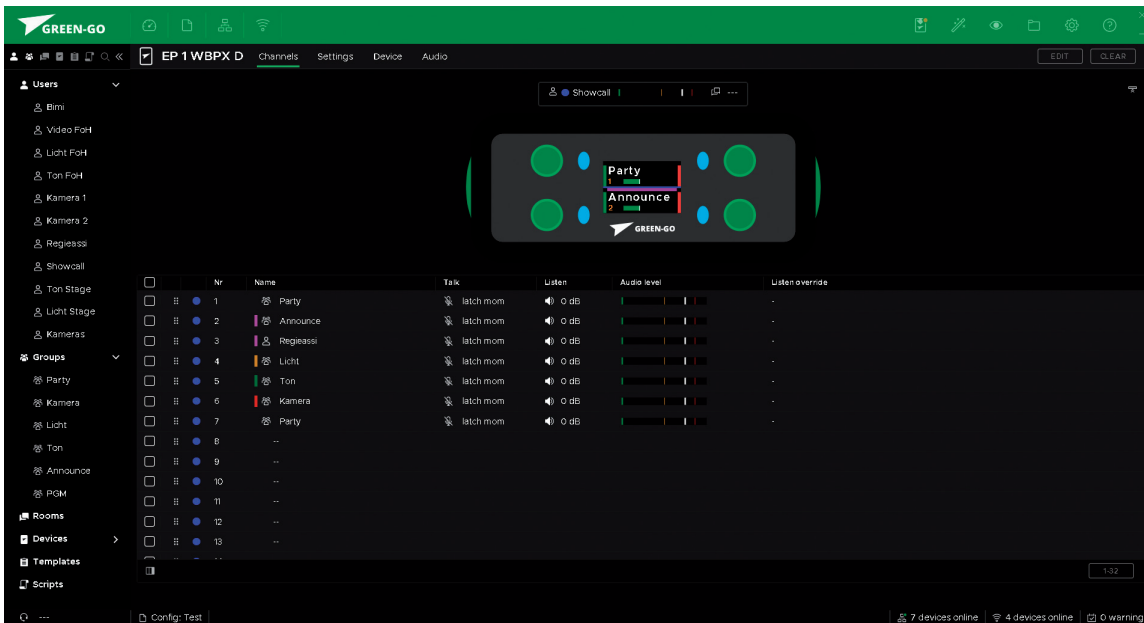 GREEN-GO
EP 1 WBPX D Channels Settings Device Audio EDIT CLEAR
Users
Bimi
Video FoH
Licht FoH
Ton FoH
Kamera 1
Kamera 2
Regieassi
Showcall
Ton Stage
Licht Stage
Kameras
Groups
Party
Kamera
Licht
Ton
Announce
PGM
Rooms
Devices
Templates
Scripts
---
Showcall ---
Party
1
Announce
2
GREEN-GO
Nr Name Talk Listen Audio level Listen override
1 Party latch mom 0 dB -
2 Announce latch mom 0 dB -
3 Regieassi latch mom 0 dB -
4 Licht latch mom 0 dB -
5 Ton latch mom 0 dB -
6 Kamera latch mom 0 dB -
7 Party latch mom 0 dB -
8 --
9 --
10 --
11 --
12 --
13 --
1-32
Config: Test 7 devices online 4 devices online 0 warning